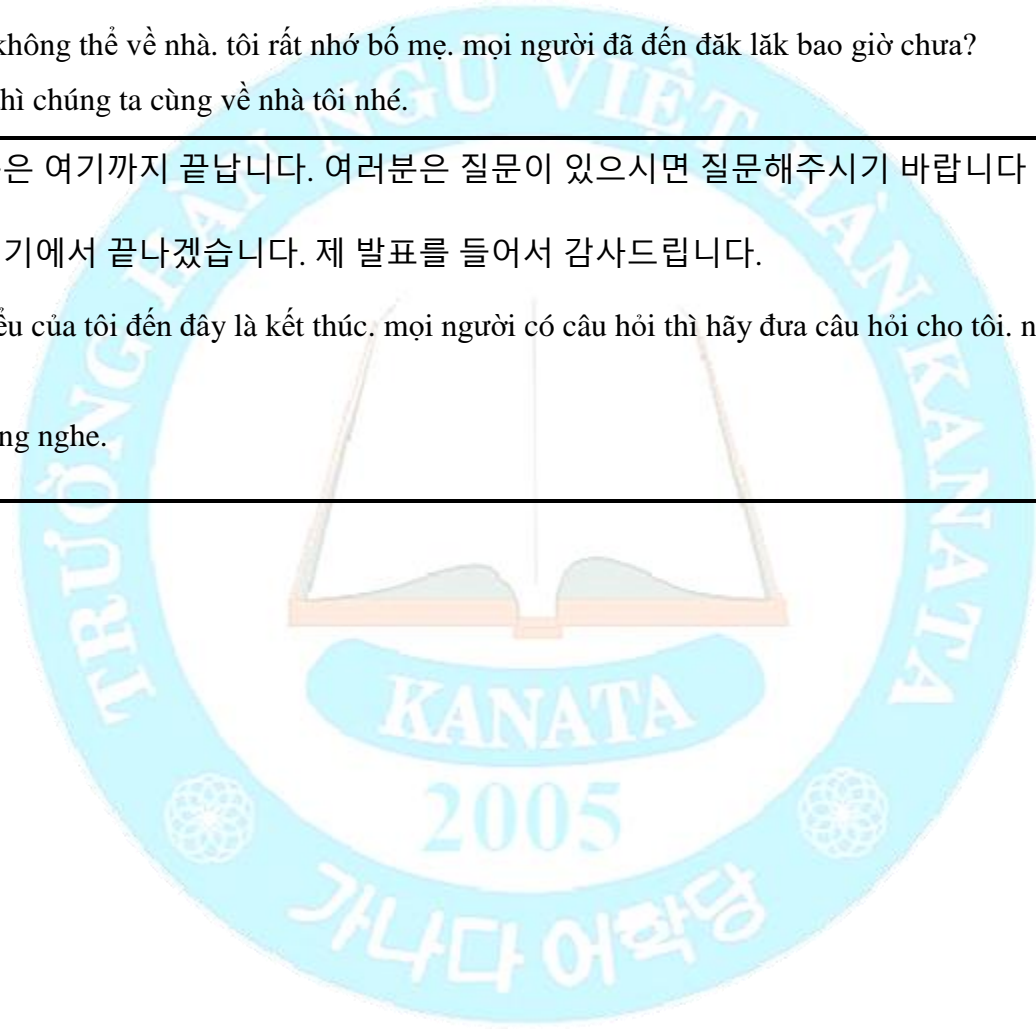 không thể về nhà. tôi rất nhớ bố mẹ. mọi người đã đến đăk lăk bao giờ chưa?
hì chúng ta cùng về nhà tôi nhé.
은 여기까지 끝납니다. 여러분은 질문이 있으시면 질문해주시기 바랍니다
기에서 끝나겠습니다. 제 발표를 들어서 감사드립니다.
ểu của tôi đến đây là kết thúc. mọi người có câu hỏi thì hãy đưa câu hỏi cho tôi. n
ng nghe.
TRƯỜNG HÀN NGỮ VIỆT HÀN KANATA
KANATA
2005
가나다 어학당